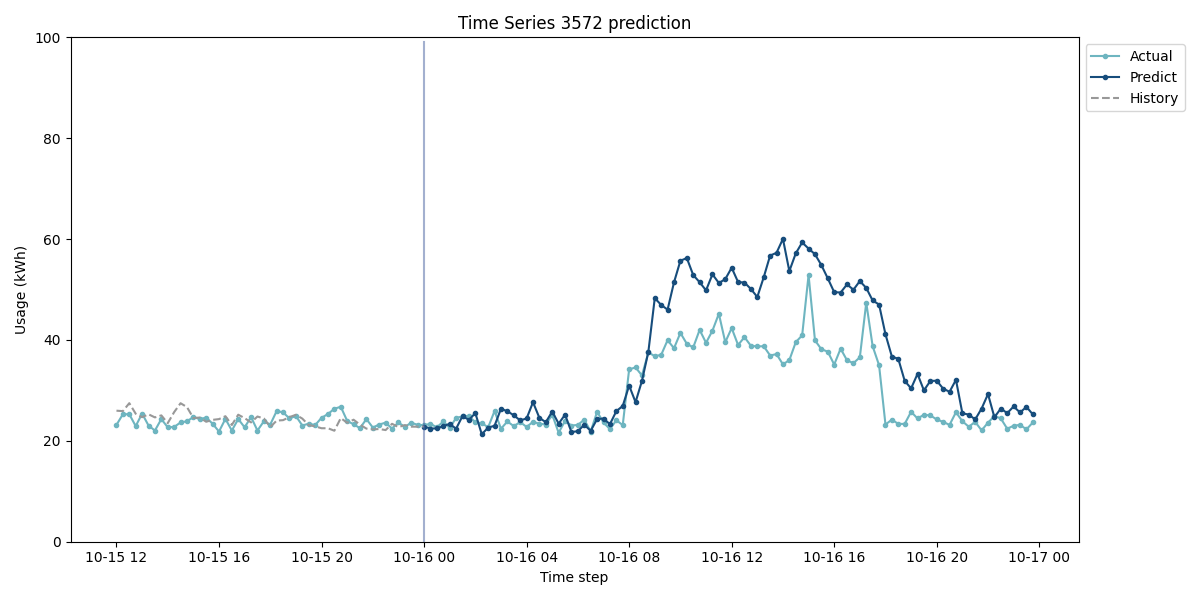 Time Series 3572 prediction
100
80
60
40
20
0
Usage (kWh)
10-15 12
10-15 16
10-15 20
10-16 00
10-16 04
10-16 08
10-16 12
10-16 16
10-16 20
10-17 00
Time step
Actual
Predict
History